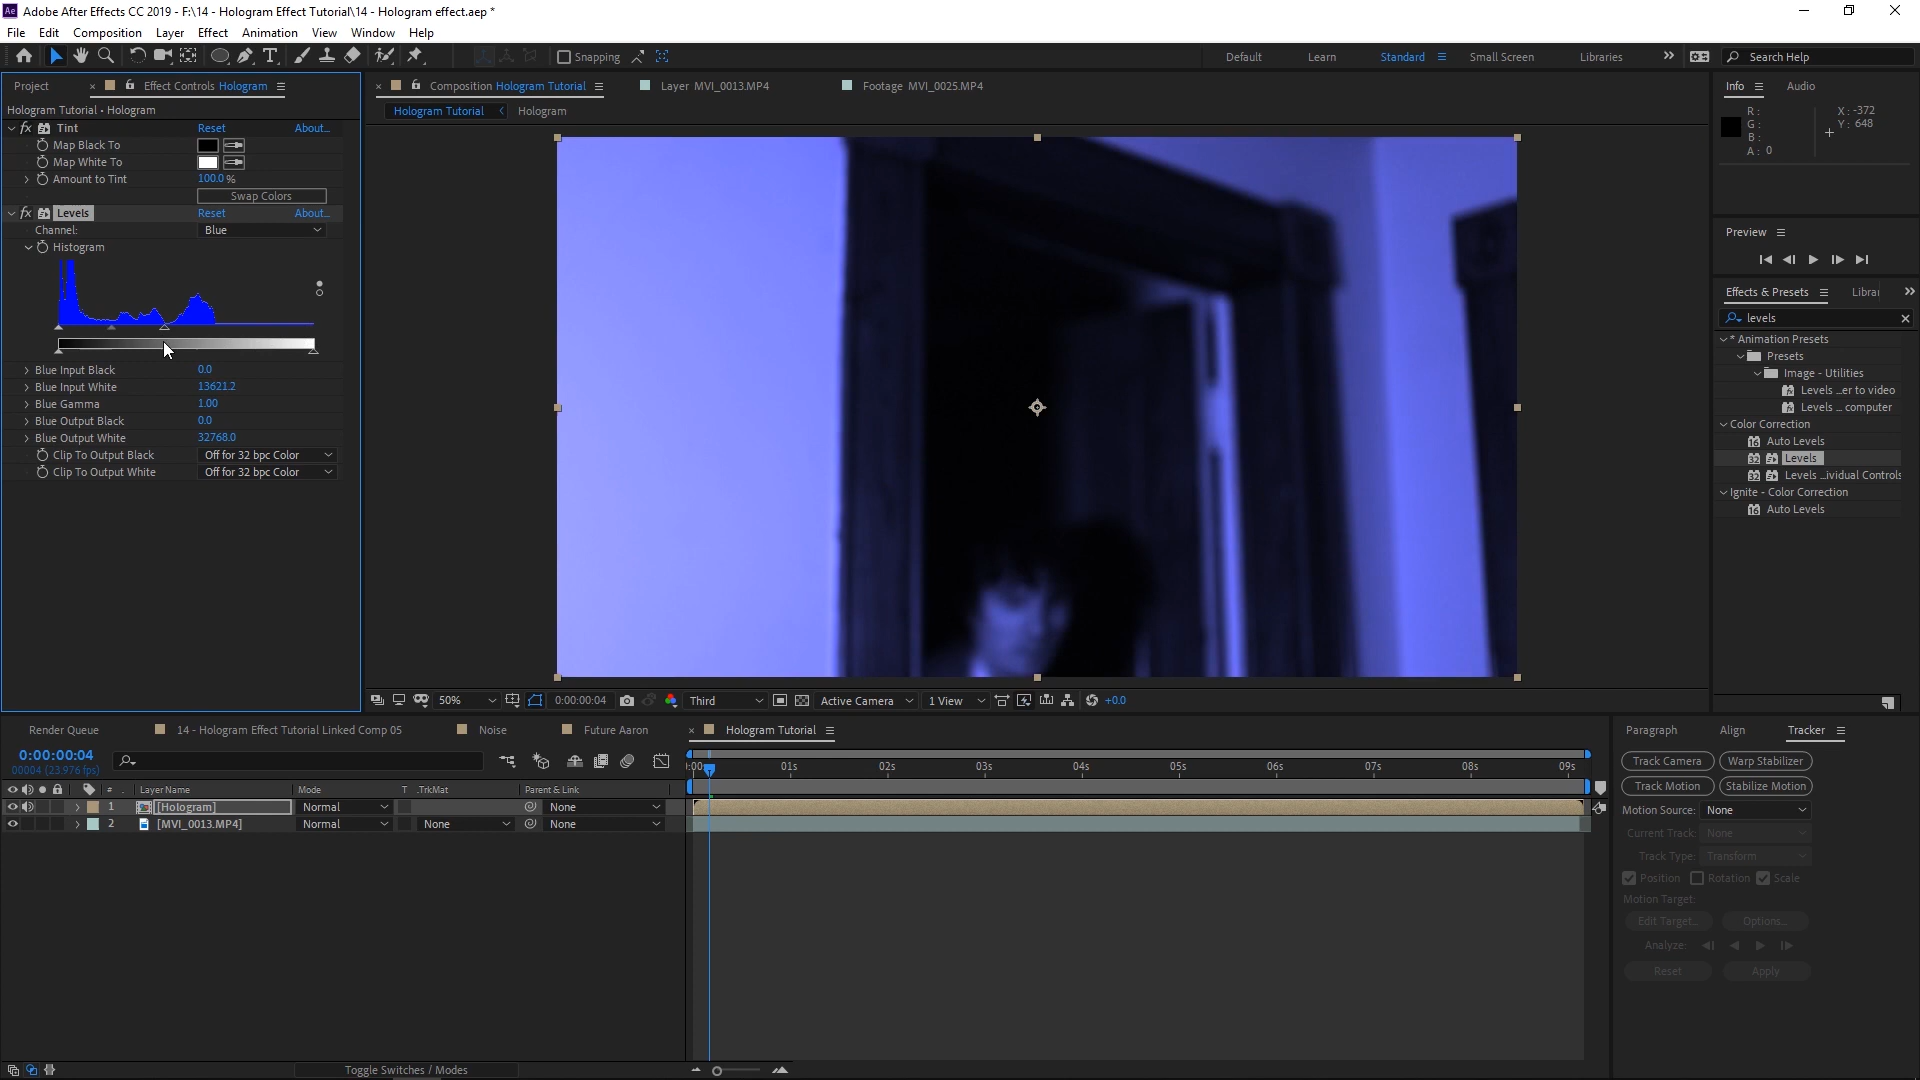 Ae Adobe After Effects CC 2019 - F:\14 - Hologram Effect Tutorial\14 - Hologram effect.aep *
File Edit Composition Layer Effect Animation View Window Help
Snapping
Default Learn Standard Small Screen Libraries Search Help
Project Effect Controls Hologram
Composition Hologram Tutorial Layer MVI_0013.MP4 Footage MVI_0025.MP4
Info Audio
Hologram Tutorial • Hologram
Hologram Tutorial Hologram
R: X: -372
G: Y: 648
B:
A: 0
fx Tint Reset About...
Map Black To
Map White To
Amount to Tint 100.0 %
Swap Colors
fx Levels Reset About...
Channel: Blue
Histogram
Blue Input Black 0.0
Blue Input White 13621.2
Blue Gamma 1.00
Blue Output Black 0.0
Blue Output White 32768.0
Clip To Output Black Off for 32 bpc Color
Clip To Output White Off for 32 bpc Color
Preview
Effects & Presets Librar
levels
* Animation Presets
Presets
Image - Utilities
Levels ...er to video
Levels ... computer
Color Correction
16 Auto Levels
32 Levels
32 Levels ...ividual Controls
Ignite - Color Correction
16 Auto Levels
50% 0:00:00:04 Third Active Camera 1 View +0.0
Render Queue 14 - Hologram Effect Tutorial Linked Comp 05 Noise Future Aaron Hologram Tutorial
0:00:00:04
00004 (23.976 fps)
:00 01s 02s 03s 04s 05s 06s 07s 08s 09s
# Layer Name Mode T .TrkMat Parent & Link
1 [Hologram] Normal None
2 [MVI_0013.MP4] Normal None None
Toggle Switches / Modes
Paragraph Align Tracker
Track Camera Warp Stabilizer
Track Motion Stabilize Motion
Motion Source: None
Current Track: None
Track Type: Transform
Position Rotation Scale
Motion Target:
Edit Target... Options...
Analyze:
Reset Apply